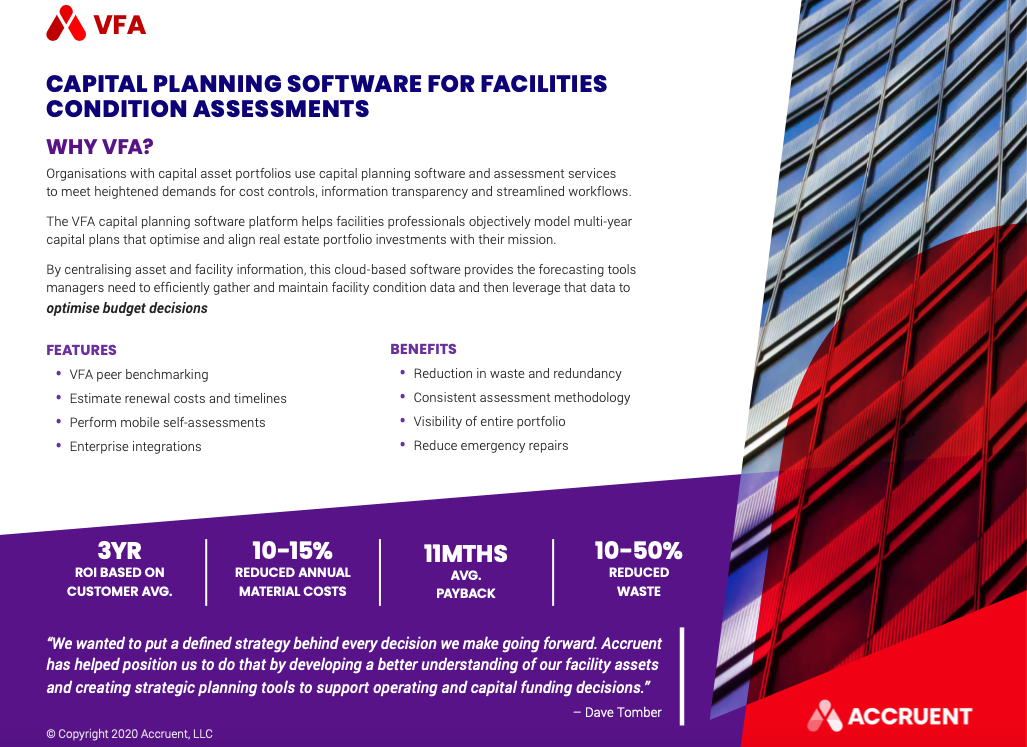 VFA
CAPITAL PLANNING SOFTWARE FOR FACILITIES
CONDITION ASSESSMENTS
WHY VFA?
Organisations with capital asset portfolios use capital planning software and assessment services
to meet heightened demands for cost controls, information transparency and streamlined workflows.
The VFA capital planning software platform helps facilities professionals objectively model multi-year
capital plans that optimise and align real estate portfolio investments with their mission.
By centralising asset and facility information, this cloud-based software provides the forecasting tools
managers need to efficiently gather and maintain facility condition data and then leverage that data to
optimise budget decisions
FEATURES
• VFA peer benchmarking
• Estimate renewal costs and timelines
• Perform mobile self-assessments
• Enterprise integrations
BENEFITS
• Reduction in waste and redundancy
• Consistent assessment methodology
• Visibility of entire portfolio
• Reduce emergency repairs
3YR
ROI BASED ON
CUSTOMER AVG.
10-15%
REDUCED ANNUAL
MATERIAL COSTS
11MTHS
AVG.
PAYBACK
10-50%
REDUCED
WASTE
“We wanted to put a defined strategy behind every decision we make going forward. Accruent
has helped position us to do that by developing a better understanding of our facility assets
and creating strategic planning tools to support operating and capital funding decisions.”
– Dave Tomber
© Copyright 2020 Accruent, LLC
ACCRUENT